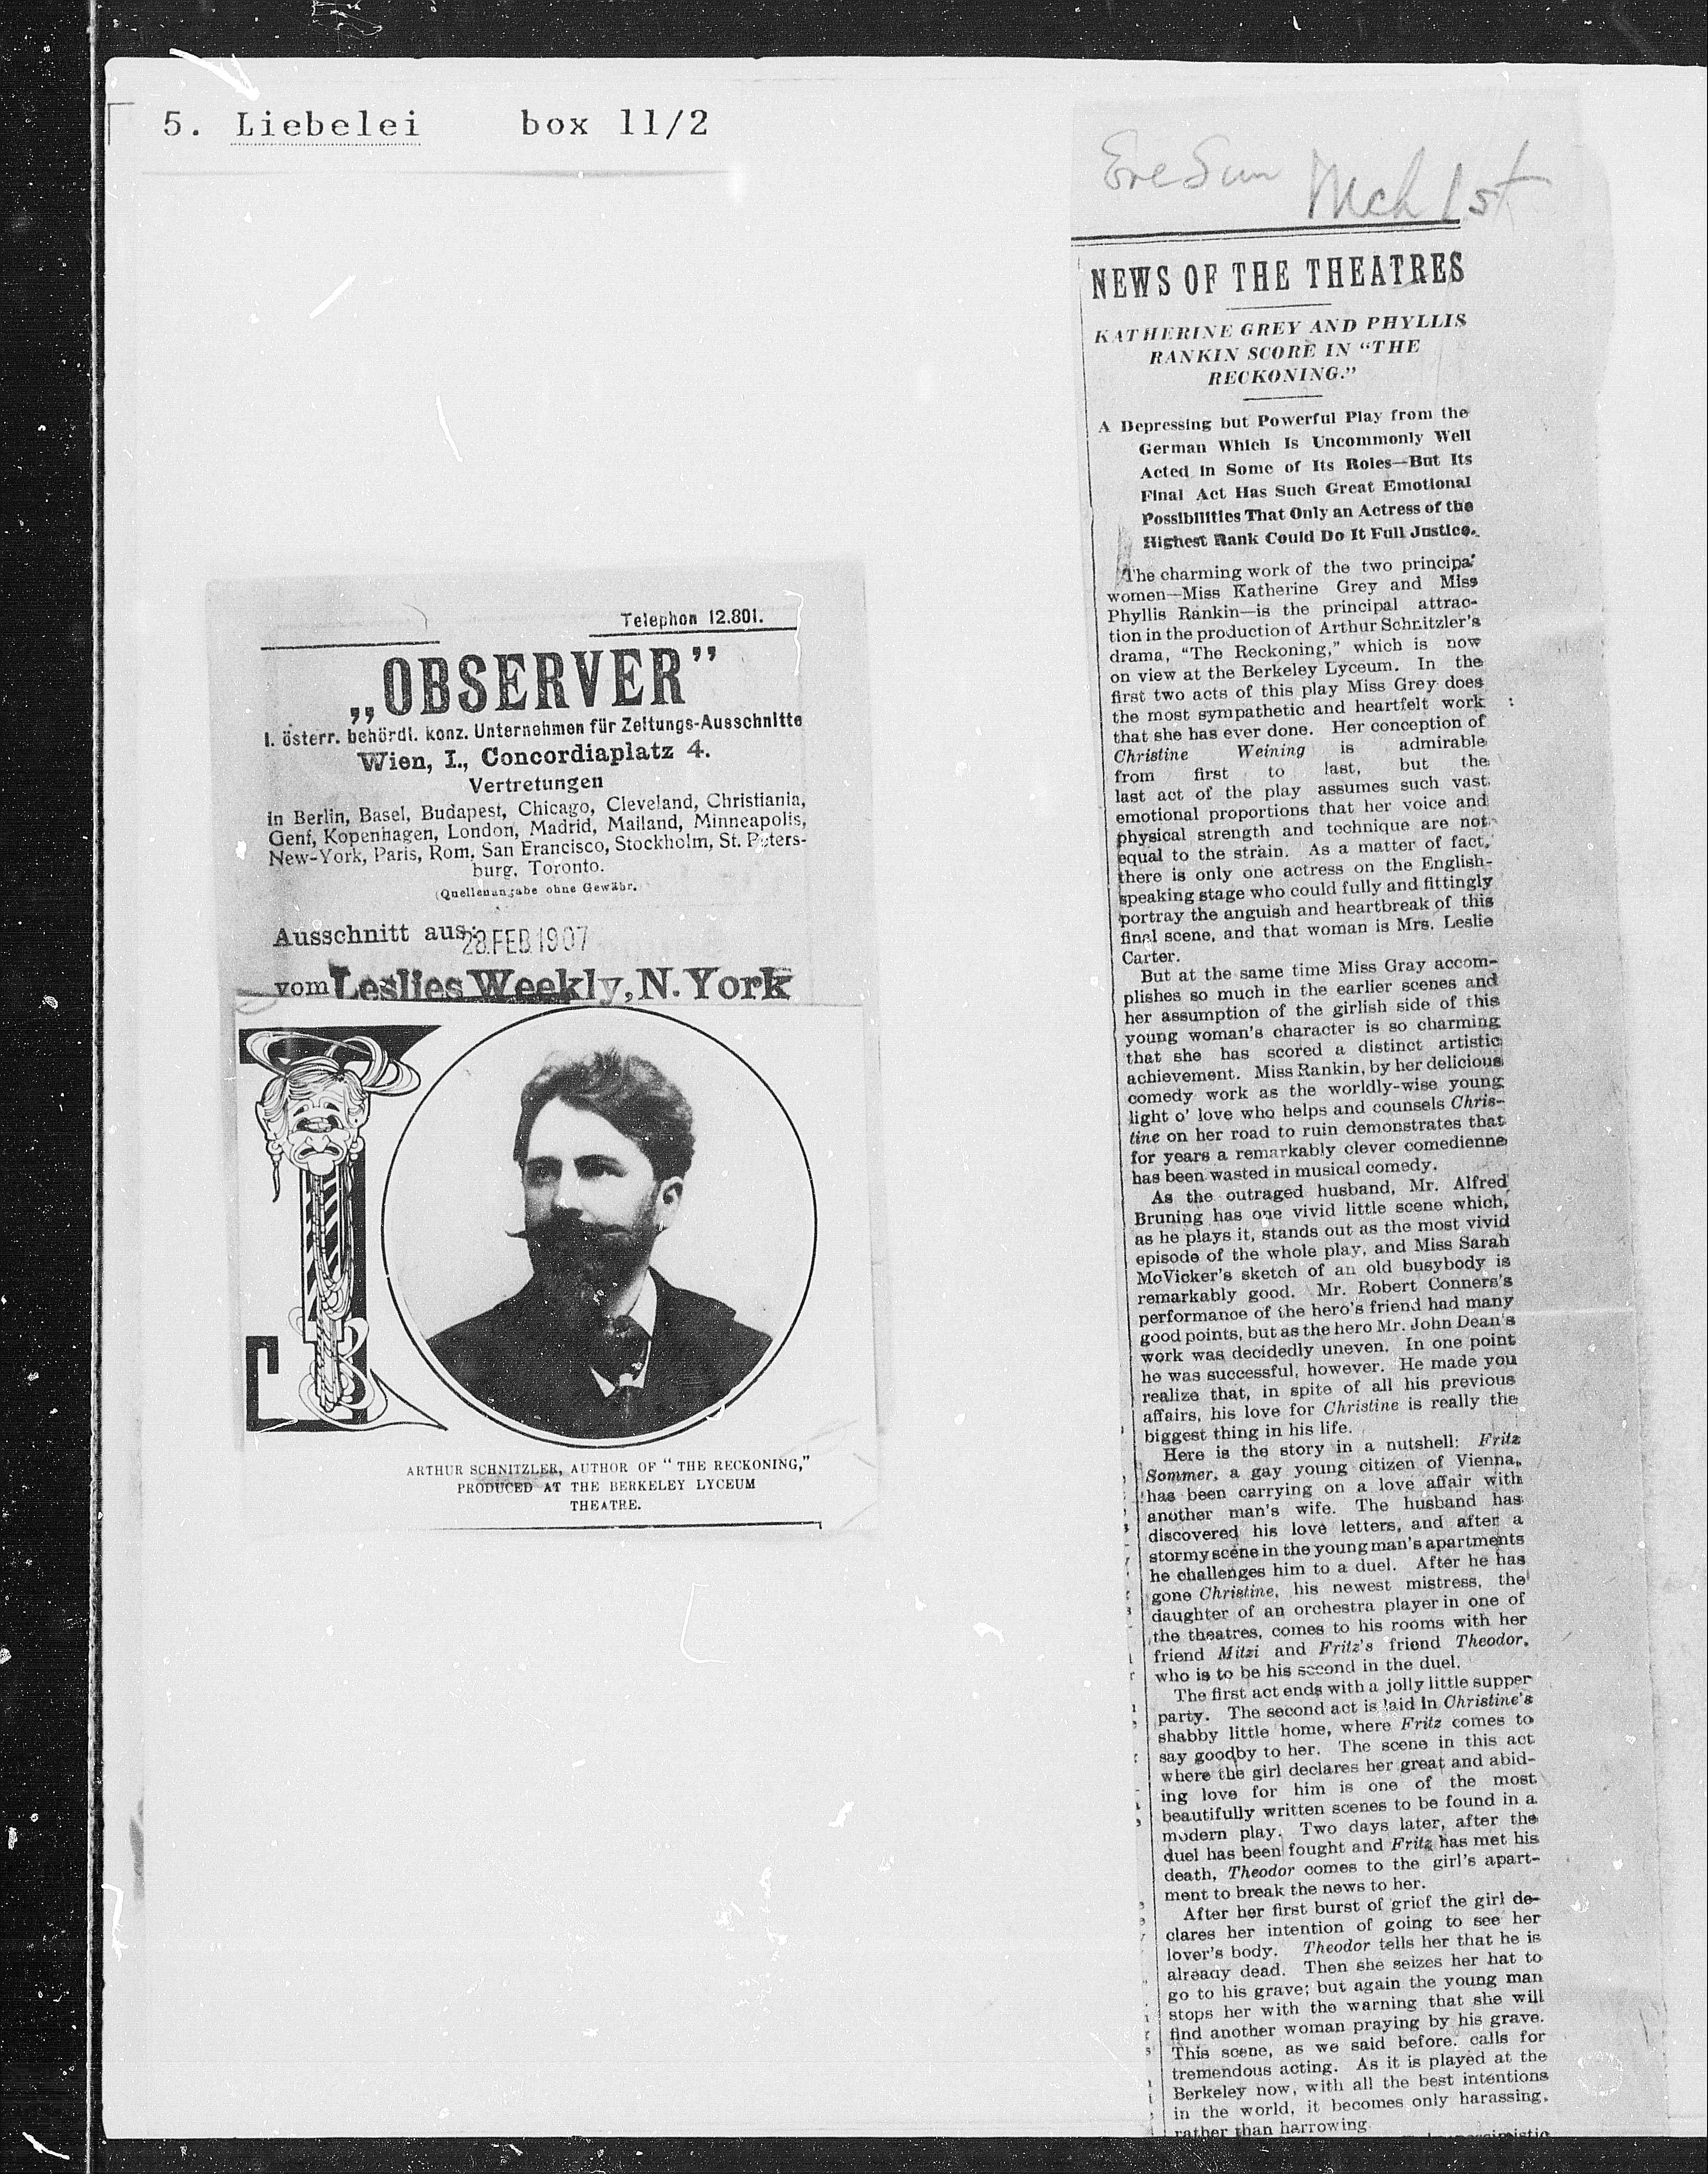 5. Liebelei box 11/2
Telephon 12.801.
„OBSERVER”
I. österr. behördl. konz. Unternehmen für Zeitungs-Ausschnitte
Wien, I., Concordiaplatz 4.
Vertretungen
in Berlin, Basel, Budapest, Chicago, Cleveland, Christiania,
Genf, Kopenhagen, London, Madrid, Mailand, Minneapolis,
New-York, Paris, Rom, San Francisco, Stockholm, St. Peters-
burg, Toronto.
(Quellenangabe ohne Gewähr.
Ausschnitt aus:
28. FEB 1907
vom Leslies Weekly, N. York
ARTHUR SCHNITZLER, AUTHOR OF “ THE RECKONING,”
PRODUCED AT THE BERKELEY LYCEUM
THEATRE.
Eve Sun Mch 1st
NEWS OF THE THEATRES
KATHERINE GREY AND PHYLLIS
RANKIN SCORE IN “THE
RECKONING.”
A Depressing but Powerful Play from the
German Which Is Uncommonly Well
Acted in Some of Its Roles—But Its
Final Act Has Such Great Emotional
Possibilities That Only an Actress of the
Highest Rank Could Do It Full Justice.
The charming work of the two principal
women—Miss Katherine Grey and Miss
Phyllis Rankin—is the principal attrac-
tion in the production of Arthur Schnitzler's
drama, “The Reckoning,” which is now
on view at the Berkeley Lyceum. In the
first two acts of this play Miss Grey does
the most sympathetic and heartfelt work
that she has ever done. Her conception of
Christine Weining is admirable
from first to last, but the
last act of the play assumes such vast
emotional proportions that her voice and
physical strength and technique are not
equal to the strain. As a matter of fact,
there is only one actress on the English-
speaking stage who could fully and fittingly
portray the anguish and heartbreak of this
final scene, and that woman is Mrs. Leslie
Carter.
But at the same time Miss Gray accom-
plishes so much in the earlier scenes and
her assumption of the girlish side of this
young woman's character is so charming
that she has scored a distinct artistic
achievement. Miss Rankin, by her delicious
comedy work as the worldly-wise young
light o' love who helps and counsels Chris-
tine on her road to ruin demonstrates that
for years a remarkably clever comedienne
has been wasted in musical comedy.
As the outraged husband, Mr. Alfred
Bruning has one vivid little scene which,
as he plays it, stands out as the most vivid
episode of the whole play, and Miss Sarah
McVicker's sketch of an old busybody is
remarkably good. Mr. Robert Conners's
performance of the hero's friend had many
good points, but as the hero Mr. John Dean's
work was decidedly uneven. In one point
he was successful, however. He made you
realize that, in spite of all his previous
affairs, his love for Christine is really the
biggest thing in his life.
Here is the story in a nutshell: Fritz
Sommer, a gay young citizen of Vienna,
has been carrying on a love affair with
another man's wife. The husband has
discovered his love letters, and after a
stormy scene in the young man's apartments
he challenges him to a duel. After he has
gone Christine, his newest mistress, the
daughter of an orchestra player in one of
the theatres, comes to his rooms with her
friend Mitzi and Fritz's friend Theodor,
who is to be his second in the duel.
The first act ends with a jolly little supper
party. The second act is laid in Christine's
shabby little home, where Fritz comes to
say goodby to her. The scene in this act
where the girl declares her great and abid-
ing love for him is one of the most
beautifully written scenes to be found in a
modern play. Two days later, after the
duel has been fought and Fritz has met his
death, Theodor comes to the girl's apart-
ment to break the news to her.
After her first burst of grief the girl de-
clares her intention of going to see her
lover's body. Theodor tells her that he is
already dead. Then she seizes her hat to
go to his grave; but again the young man
stops her with the warning that she will
find another woman praying by his grave.
This scene, as we said before, calls for
tremendous acting. As it is played at the
Berkeley now, with all the best intentions
in the world, it becomes only harassing,
rather than harrowing.